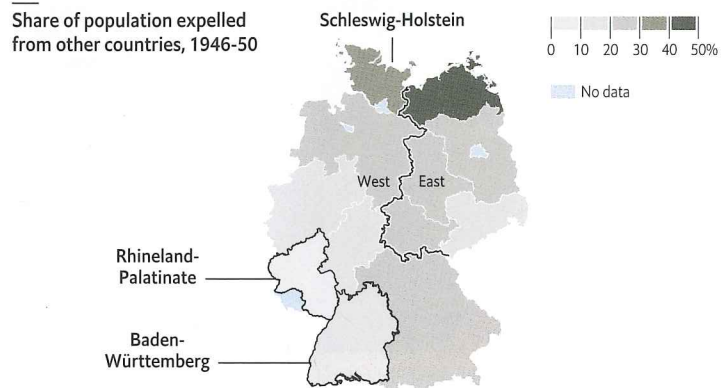 Share of population expelled
from other countries, 1946-50
Schleswig-Holstein
0 10 20 30 40 50%
No data
West East
Rhineland-
Palatinate
Baden-
Württemberg